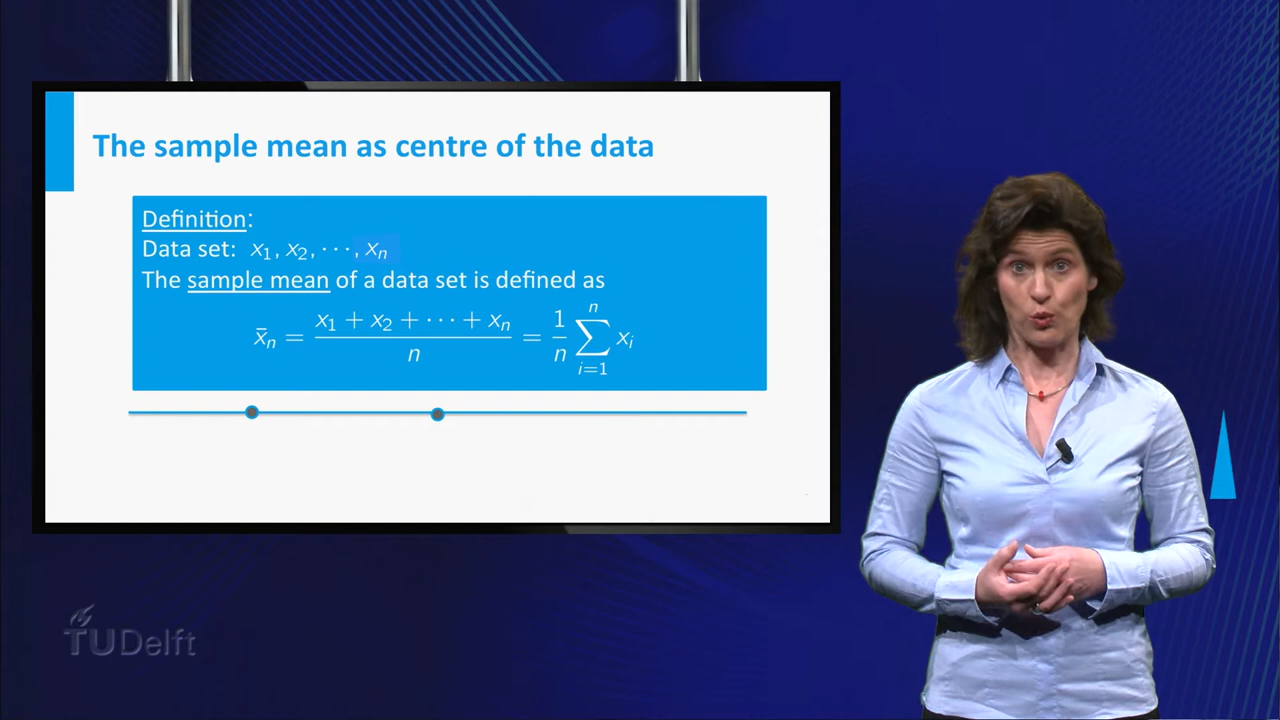 The sample mean as centre of the data
Definition:
Data set: x₁, x₂, ⋯, xₙ
The sample mean of a data set is defined as
x̄ₙ = (x₁ + x₂ + ⋯ + xₙ)/n = 1/n ∑ᵢ₌₁ⁿ xᵢ
TUDelft